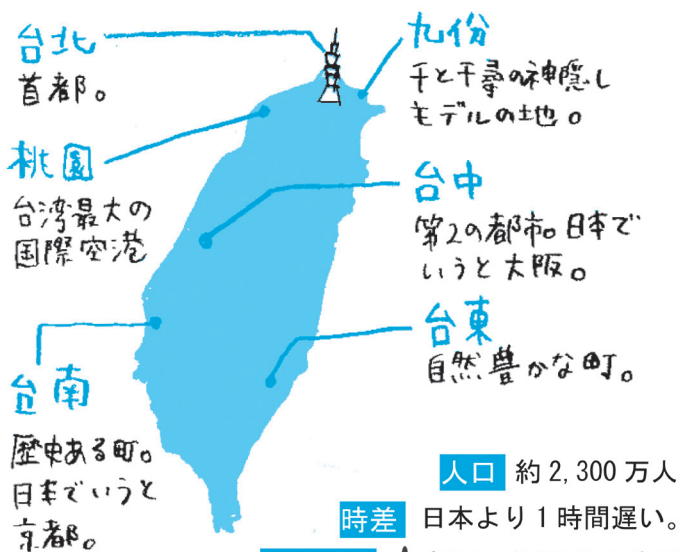 台北
首都。
九份
千と千尋の神隠し
モデルの土地。
桃園
台湾最大の
国際空港
台中
第2の都市。日本で
いうと大阪。
台東
自然豊かな町。
台南
歴史ある町。
日本でいうと
京都。
人口 約2,300万人
時差 日本より1時間遅い。